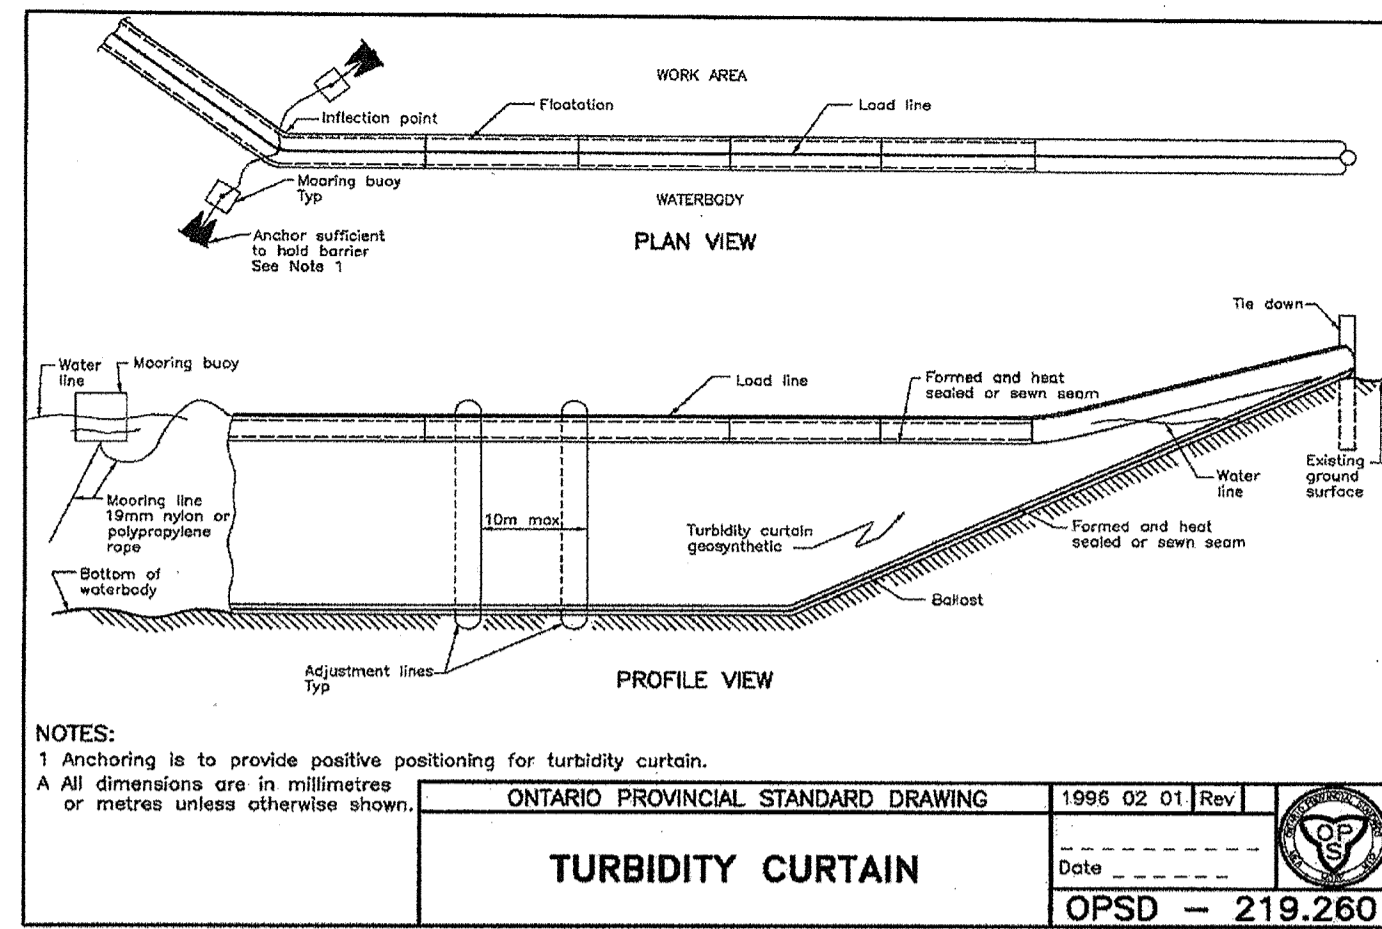 WORK AREA
Floatation
Load line
Inflection point
Mooring buoy
Typ
WATERBODY
Anchor sufficient
to hold barrier
See Note 1
PLAN VIEW
Tie down
Water
line
Mooring buoy
Load line
Formed and heat
sealed or sewn seam
Mooring line
19mm nylon or
polypropylene
rope
10m max
Turbidity curtain
geosynthetic
Water
line
Existing
ground
surface
Formed and heat
sealed or sewn seam
Bottom of
waterbody
Ballast
Adjustment lines
Typ
PROFILE VIEW
NOTES:
1 Anchoring is to provide positive positioning for turbidity curtain.
A All dimensions are in millimetres
or metres unless otherwise shown.
ONTARIO PROVINCIAL STANDARD DRAWING
1996 02 01 Rev
TURBIDITY CURTAIN
Date
OPS
OPSD - 219.260